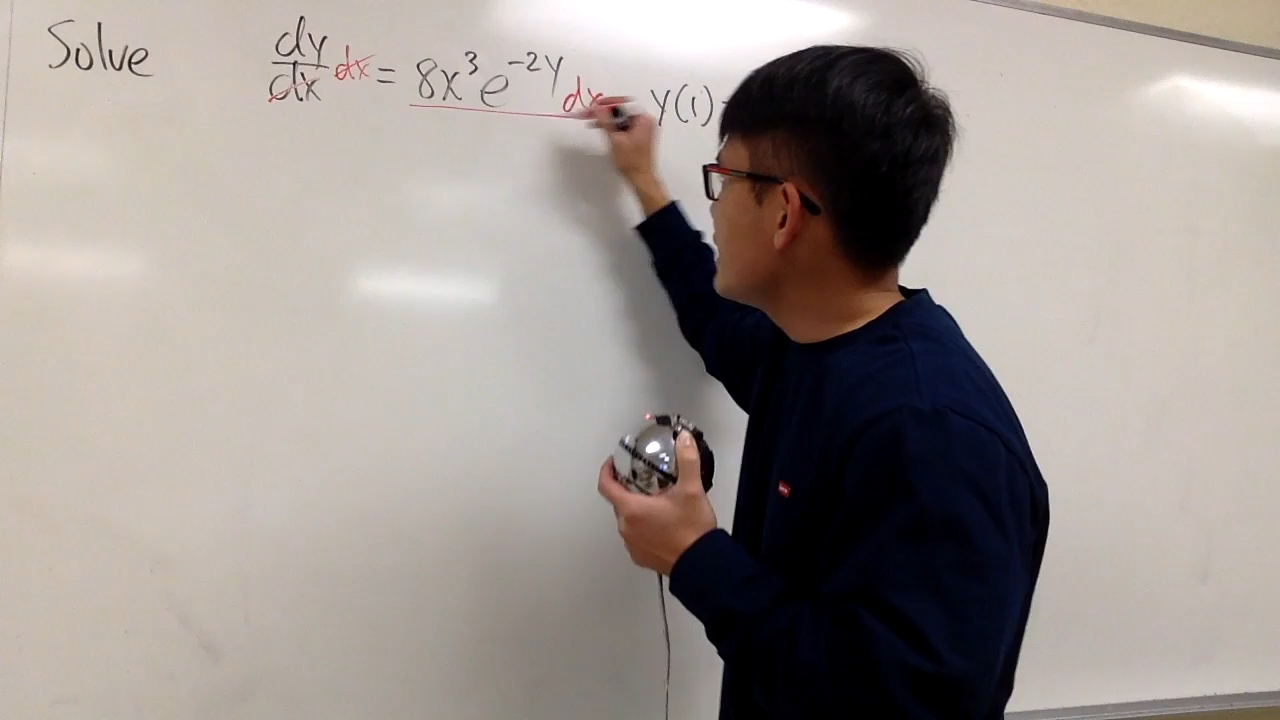 Solve dy/dx dx = 8x³e⁻²ʸ dx y(1)